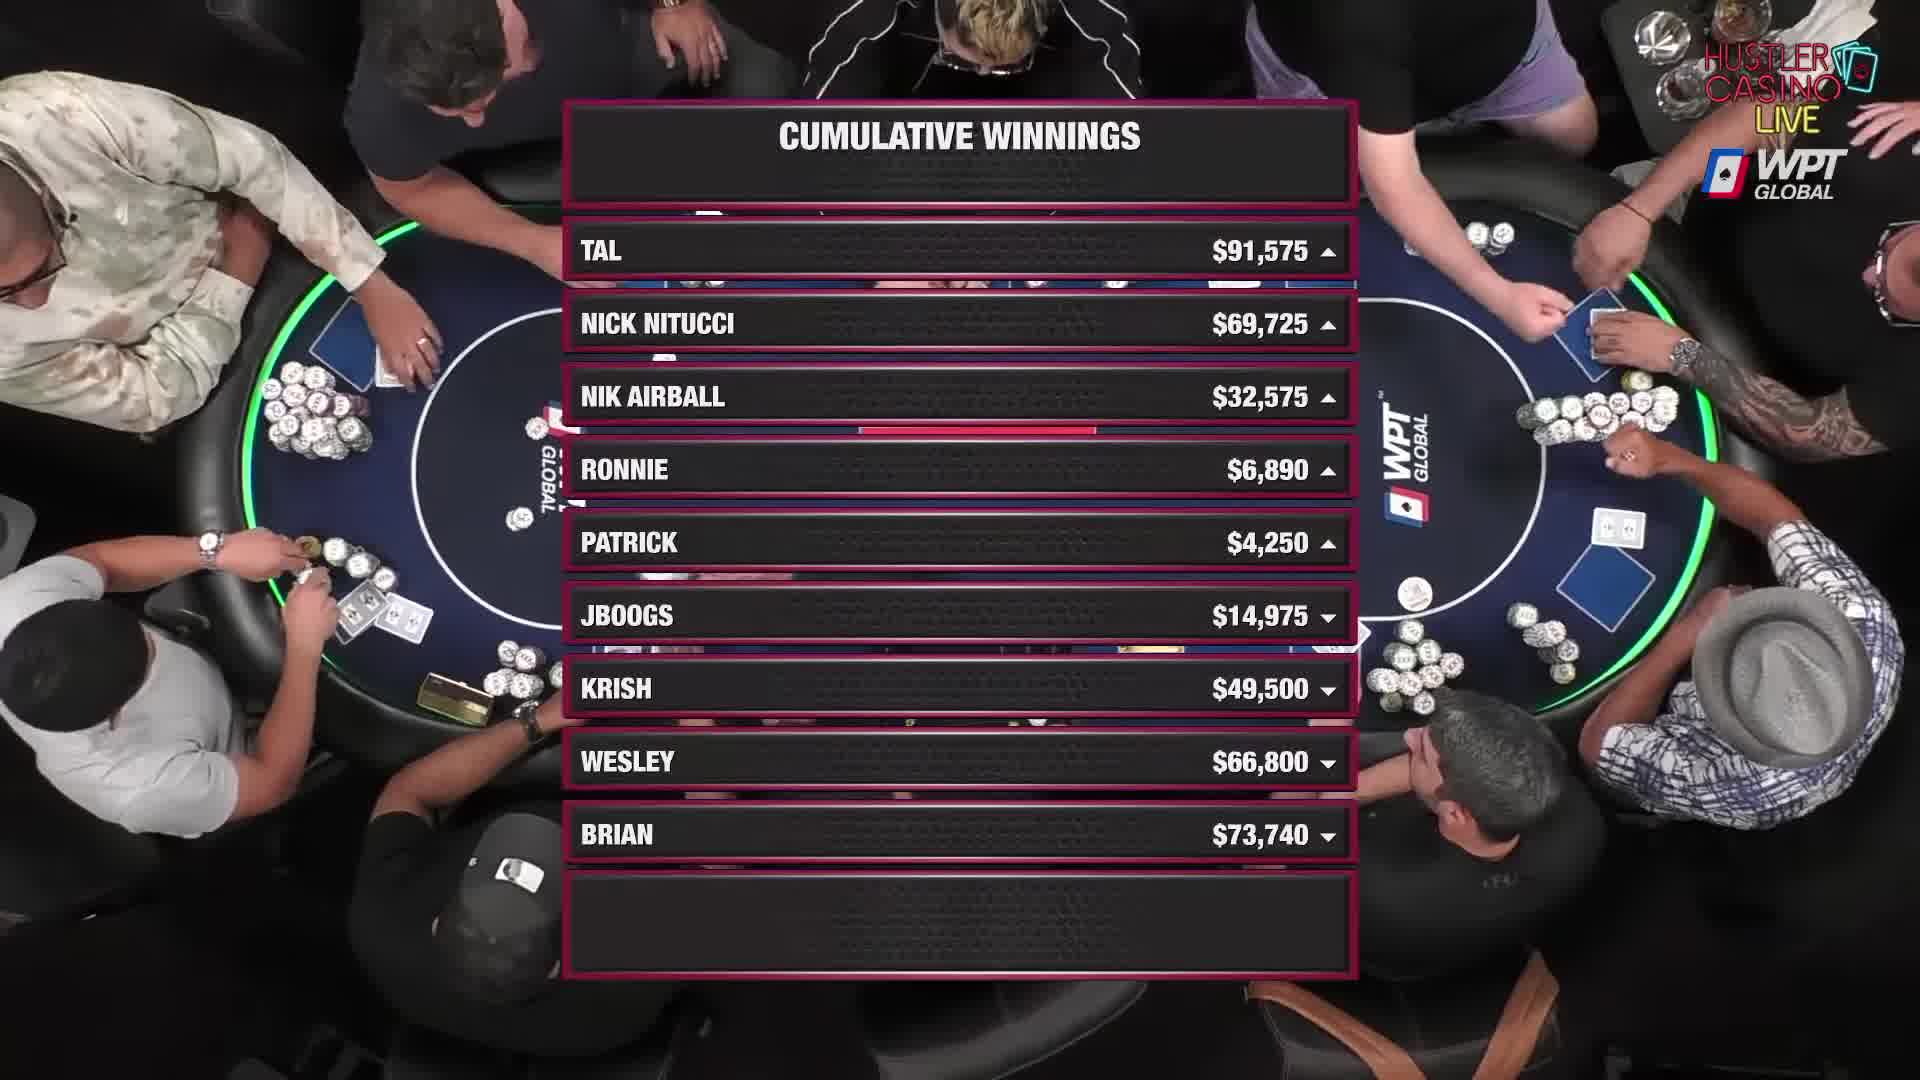 HUSTLER
CASINO
LIVE
WPT
GLOBAL
CUMULATIVE WINNINGS
TAL $91,575 ▲
NICK NITUCCI $69,725 ▲
NIK AIRBALL $32,575 ▲
RONNIE $6,890 ▲
PATRICK $4,250 ▲
JBOOGS $14,975 ▼
KRISH $49,500 ▼
WESLEY $66,800 ▼
BRIAN $73,740 ▼
GLOBAL
WPT™
GLOBAL